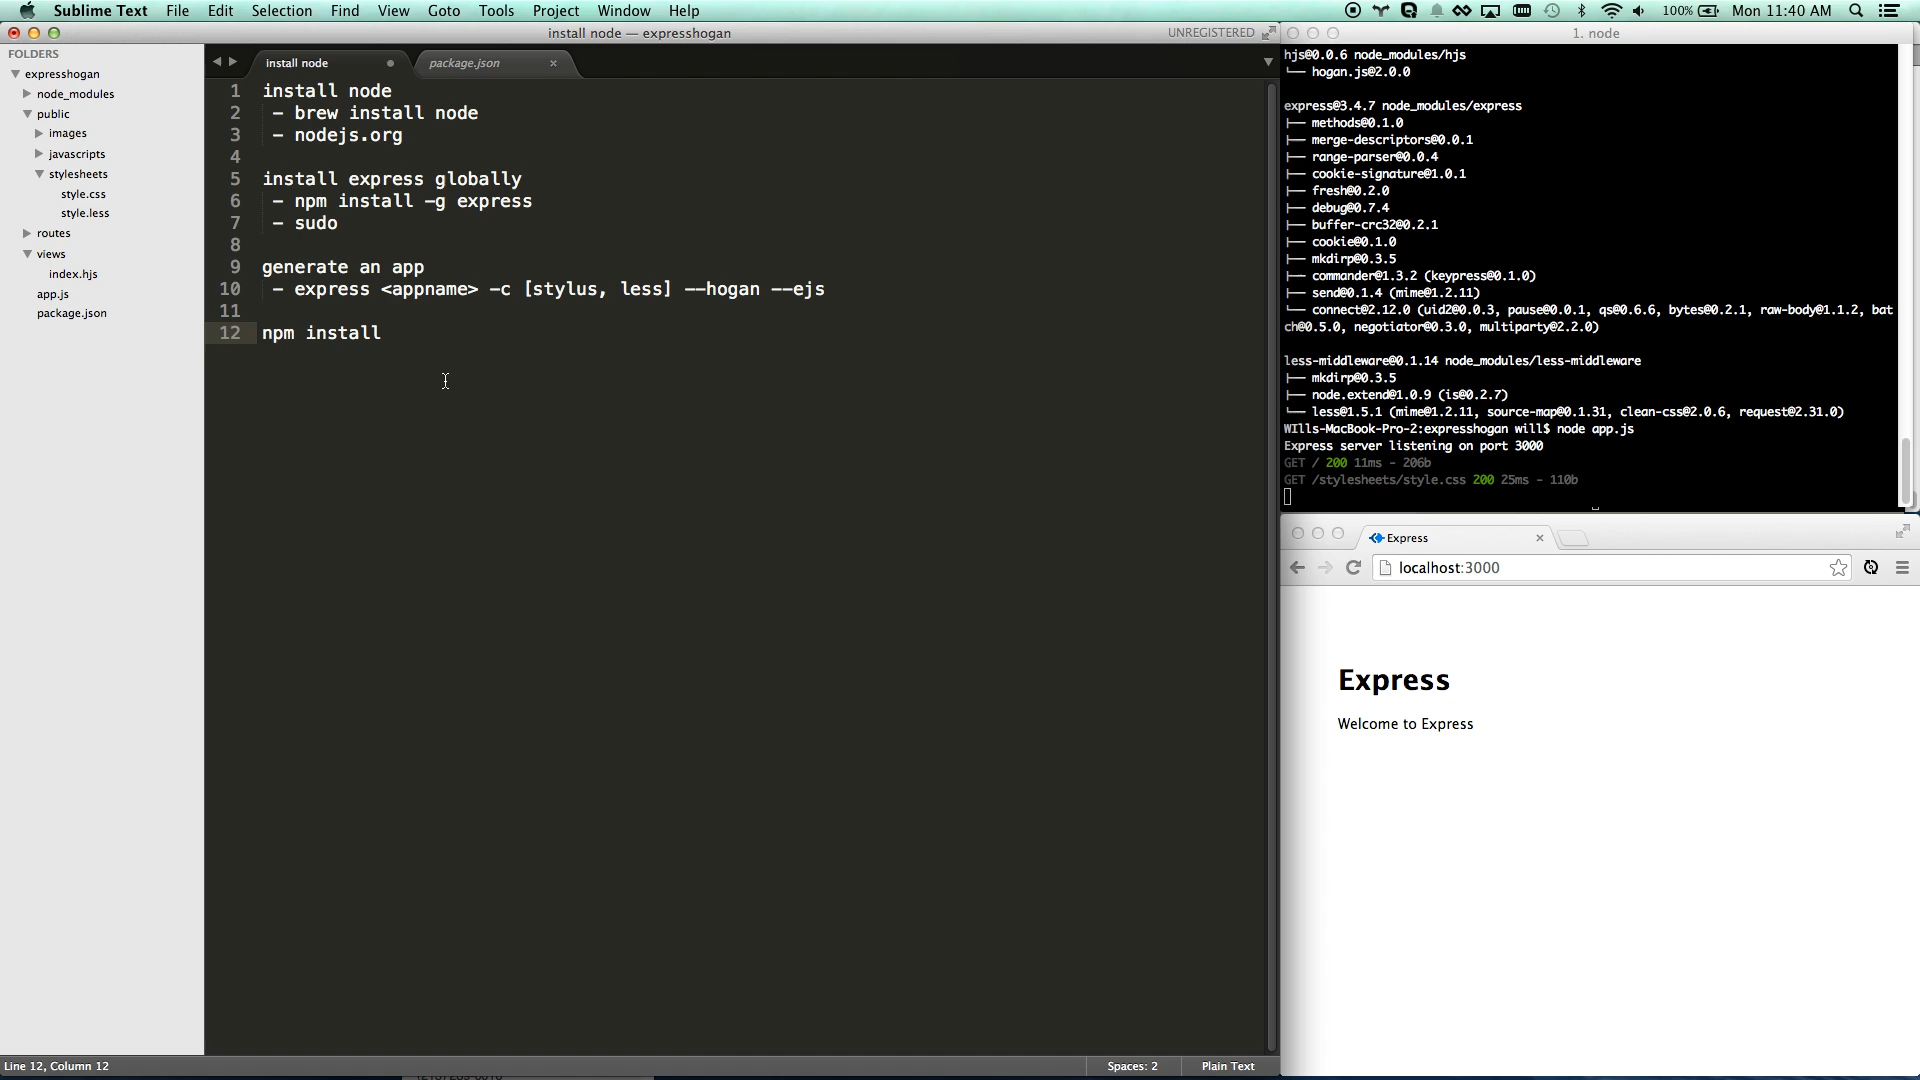 Sublime Text File Edit Selection Find View Goto Tools Project Window Help 100% Mon 11:40 AM
install node — expresshogan UNREGISTERED
FOLDERS
expresshogan
node_modules
public
images
javascripts
stylesheets
style.css
style.less
routes
views
index.hjs
app.js
package.json
install node package.json
1 install node
2 - brew install node
3 - nodejs.org
4
5 install express globally
6 - npm install -g express
7 - sudo
8
9 generate an app
10 - express <appname> -c [stylus, less] --hogan --ejs
11
12 npm install
Line 12, Column 12 Spaces: 2 Plain Text
1. node
hjs@0.0.6 node_modules/hjs
└── hogan.js@2.0.0
express@3.4.7 node_modules/express
├── methods@0.1.0
├── merge-descriptors@0.0.1
├── range-parser@0.0.4
├── cookie-signature@1.0.1
├── fresh@0.2.0
├── debug@0.7.4
├── buffer-crc32@0.2.1
├── cookie@0.1.0
├── mkdirp@0.3.5
├── commander@1.3.2 (keypress@0.1.0)
├── send@0.1.4 (mime@1.2.11)
└── connect@2.12.0 (uid2@0.0.3, pause@0.0.1, qs@0.6.6, bytes@0.2.1, raw-body@1.1.2, bat
ch@0.5.0, negotiator@0.3.0, multiparty@2.2.0)
less-middleware@0.1.14 node_modules/less-middleware
├── mkdirp@0.3.5
├── node.extend@1.0.9 (is@0.2.7)
└── less@1.5.1 (mime@1.2.11, source-map@0.1.31, clean-css@2.0.6, request@2.31.0)
WIlls-MacBook-Pro-2:expresshogan will$ node app.js
Express server listening on port 3000
GET / 200 11ms - 206b
GET /stylesheets/style.css 200 25ms - 110b
Express
localhost:3000
Express
Welcome to Express